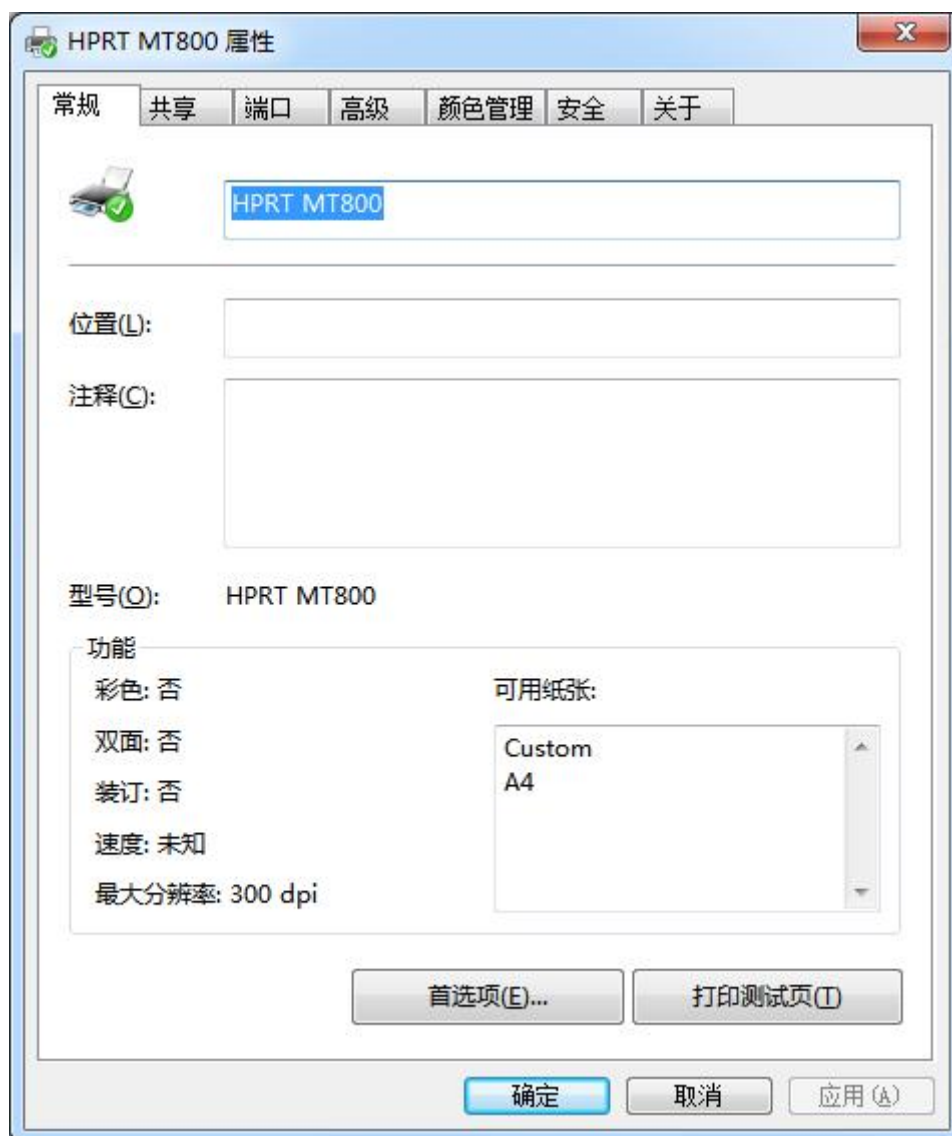 HPRT MT800 属性
常规 共享 端口 高级 颜色管理 安全 关于
HPRT MT800
位置(L):
注释(C):
型号(O): HPRT MT800
功能
彩色: 否 可用纸张:
双面: 否 Custom
A4
装订: 否
速度: 未知
最大分辨率: 300 dpi
首选项(E)... 打印测试页(T)
确定 取消 应用(A)